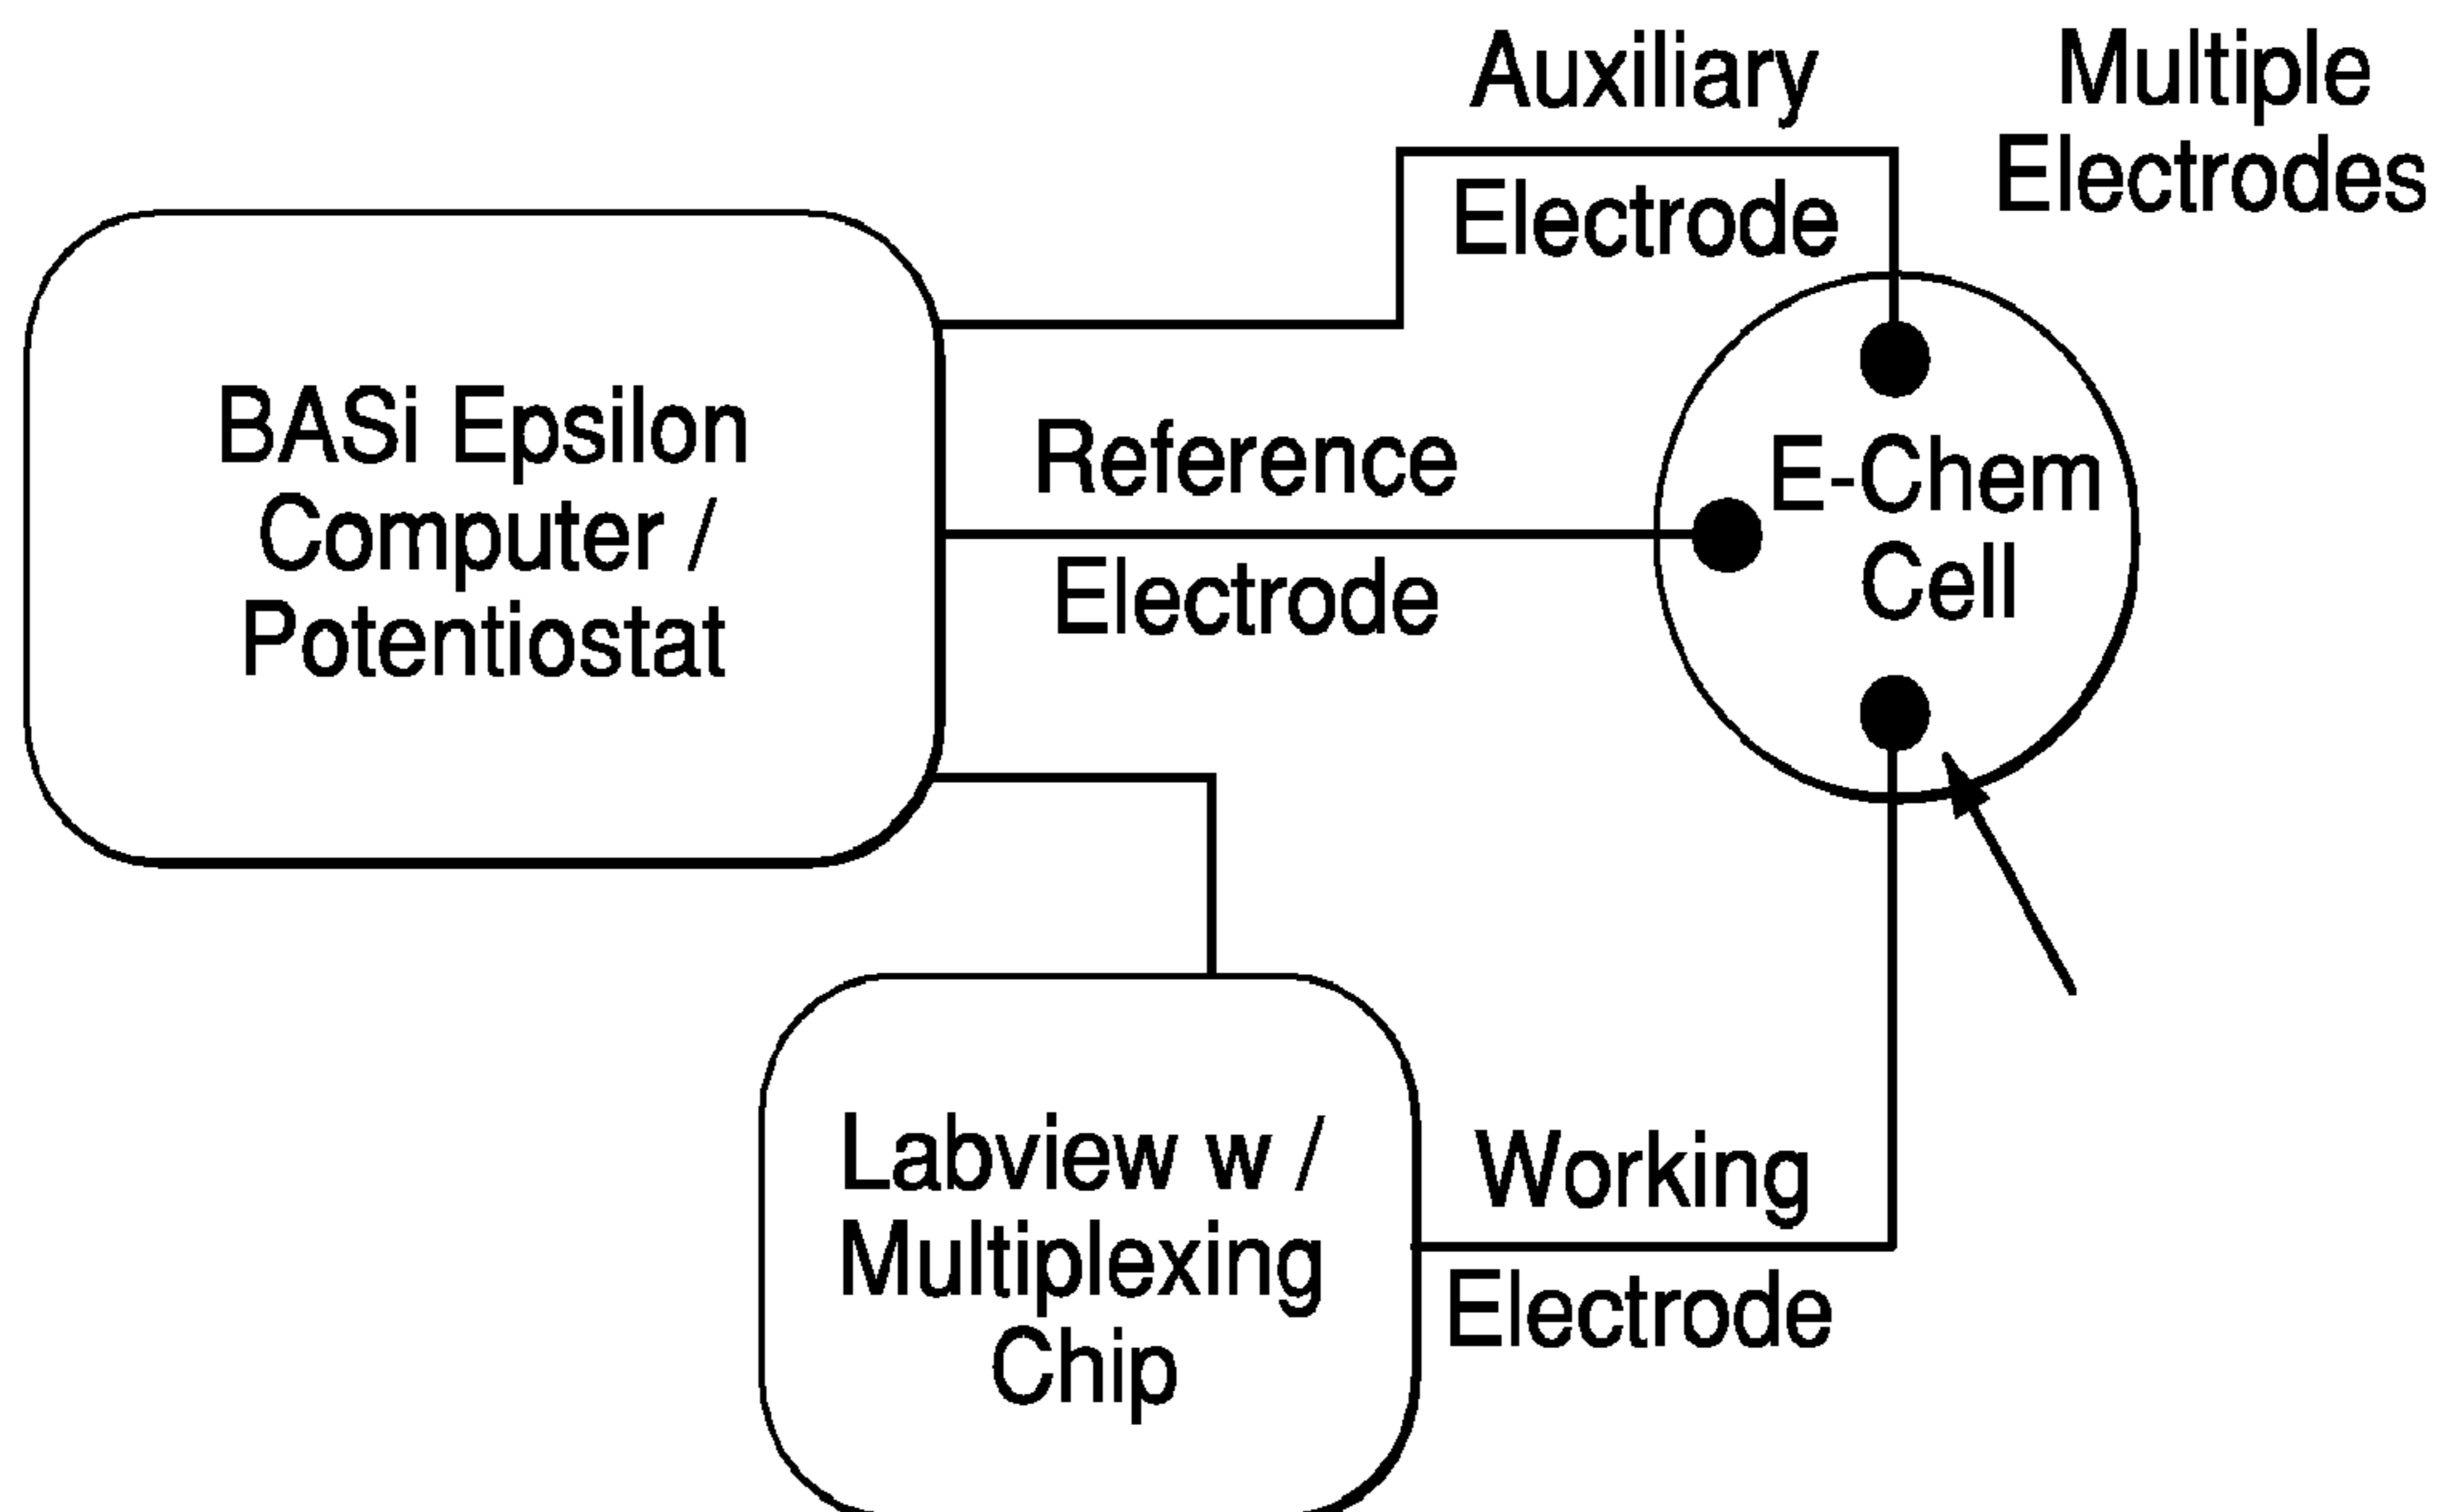 Auxiliary
Electrode
Multiple
Electrodes
BASi Epsilon
Computer /
Potentiostat
Reference
Electrode
E-Chem
Cell
Labview w /
Multiplexing
Chip
Working
Electrode